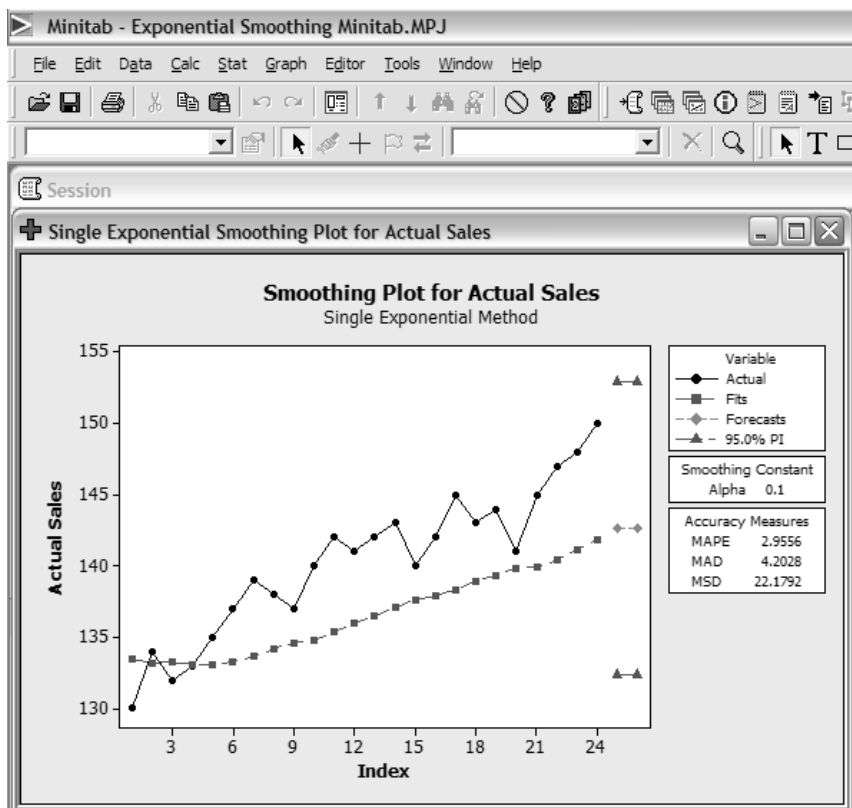 Minitab - Exponential Smoothing Minitab.MPJ
File Edit Data Calc Stat Graph Editor Tools Window Help
Session
Single Exponential Smoothing Plot for Actual Sales
Smoothing Plot for Actual Sales
Single Exponential Method
155
150
145
140
135
130
Actual Sales
3 6 9 12 15 18 21 24
Index
Variable
Actual
Fits
Forecasts
95.0% PI
Smoothing Constant
Alpha 0.1
Accuracy Measures
MAPE 2.9556
MAD 4.2028
MSD 22.1792